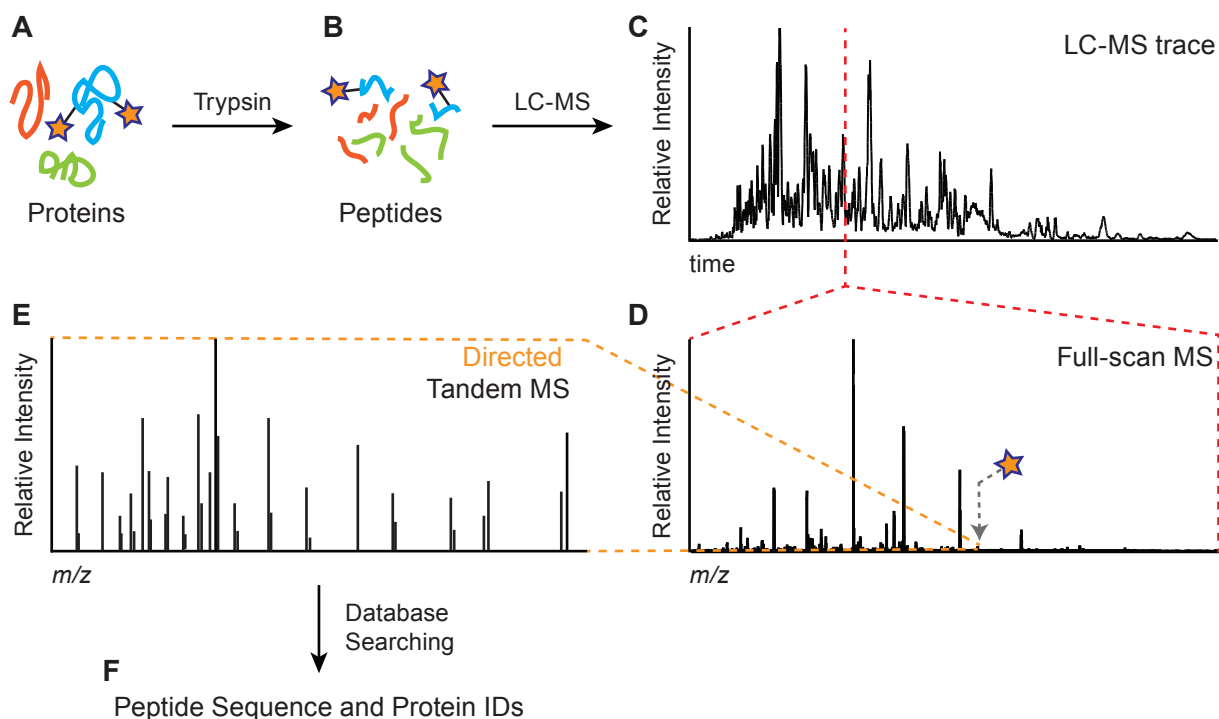 A
B
C
Trypsin
LC-MS
Proteins
Peptides
Relative Intensity
LC-MS trace
time
E
Relative Intensity
Directed
Tandem MS
m/z
D
Relative Intensity
Full-scan MS
m/z
Database
Searching
F
Peptide Sequence and Protein IDs